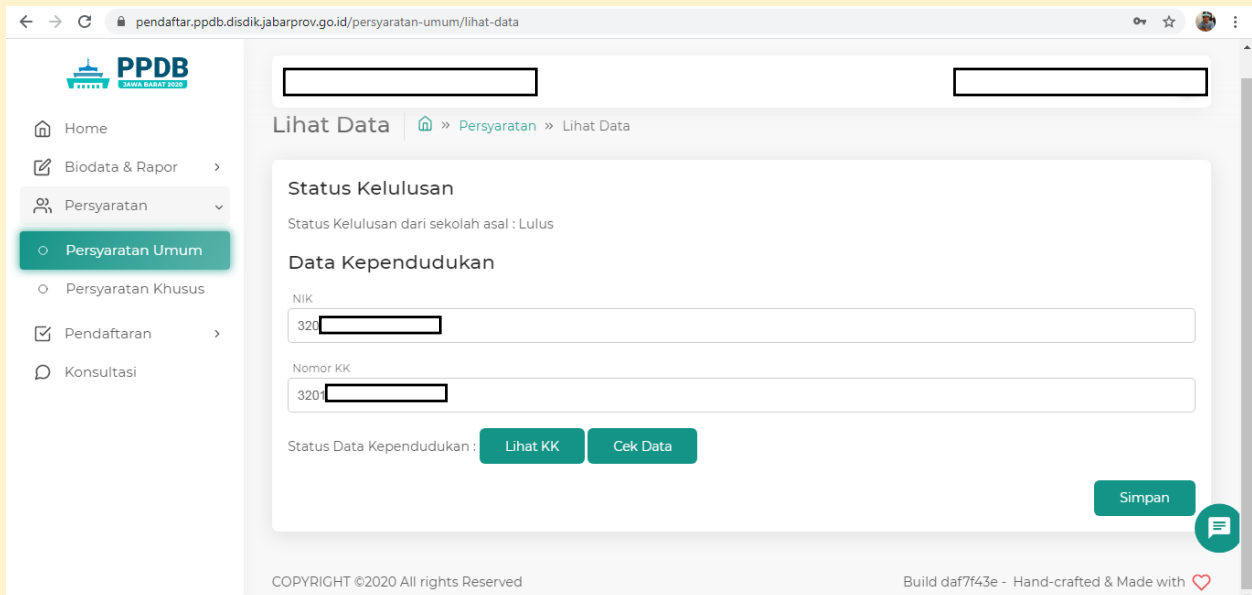 pendaftar.ppdb.disdik.jabarprov.go.id/persyaratan-umum/lihat-data
PPDB
JAWA BARAT 2020
Home
Biodata & Rapor
Persyaratan
Persyaratan Umum
Persyaratan Khusus
Pendaftaran
Konsultasi
Lihat Data » Persyaratan » Lihat Data
Status Kelulusan
Status Kelulusan dari sekolah asal : Lulus
Data Kependudukan
NIK
320
Nomor KK
3201
Status Data Kependudukan : Lihat KK Cek Data
Simpan
COPYRIGHT ©2020 All rights Reserved
Build daf7f43e - Hand-crafted & Made with